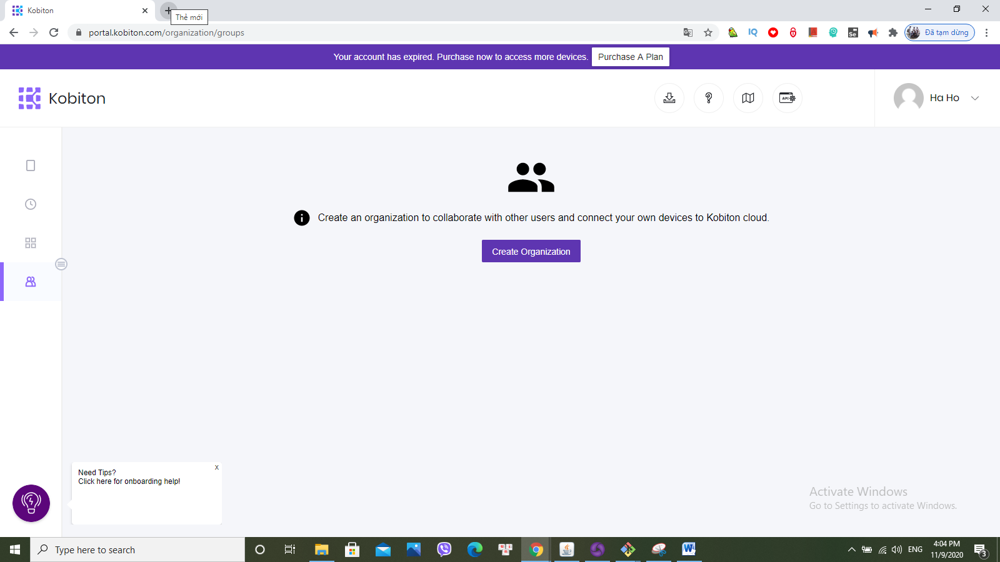 Kobiton
Thẻ mới
portal.kobiton.com/organization/groups
IQ
Se
Đã tạm dừng
Your account has expired. Purchase now to access more devices.
Purchase A Plan
Kobiton
API
Ha Ho
Create an organization to collaborate with other users and connect your own devices to Kobiton cloud.
Create Organization
Need Tips?
X
Click here for onboarding help!
Activate Windows
Go to Settings to activate Windows.
Type here to search
ENG
4:04 PM
11/9/2020
3